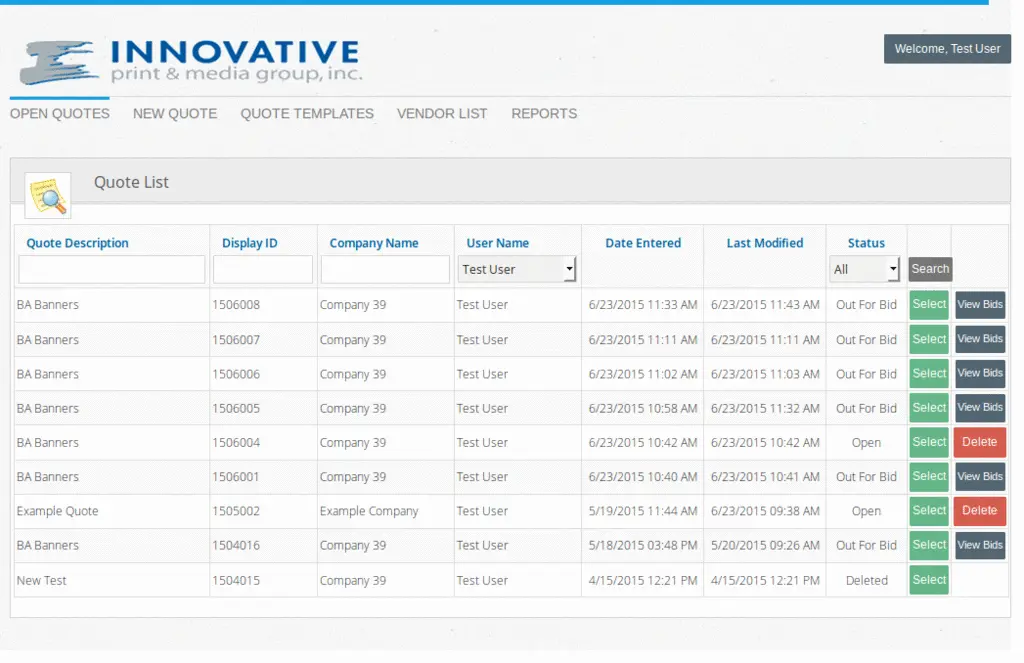 INNOVATIVE
print & media group, inc.
Welcome, Test User
OPEN QUOTES NEW QUOTE QUOTE TEMPLATES VENDOR LIST REPORTS
Quote List
Quote Description Display ID Company Name User Name Date Entered Last Modified Status
Test User All Search
BA Banners 1506008 Company 39 Test User 6/23/2015 11:33 AM 6/23/2015 11:43 AM Out For Bid Select View Bids
BA Banners 1506007 Company 39 Test User 6/23/2015 11:11 AM 6/23/2015 11:11 AM Out For Bid Select View Bids
BA Banners 1506006 Company 39 Test User 6/23/2015 11:02 AM 6/23/2015 11:03 AM Out For Bid Select View Bids
BA Banners 1506005 Company 39 Test User 6/23/2015 10:58 AM 6/23/2015 11:32 AM Out For Bid Select View Bids
BA Banners 1506004 Company 39 Test User 6/23/2015 10:42 AM 6/23/2015 10:42 AM Open Select Delete
BA Banners 1506001 Company 39 Test User 6/23/2015 10:40 AM 6/23/2015 10:41 AM Out For Bid Select View Bids
Example Quote 1505002 Example Company Test User 5/19/2015 11:44 AM 6/23/2015 09:38 AM Open Select Delete
BA Banners 1504016 Company 39 Test User 5/18/2015 03:48 PM 5/20/2015 09:26 AM Out For Bid Select View Bids
New Test 1504015 Company 39 Test User 4/15/2015 12:21 PM 4/15/2015 12:21 PM Deleted Select